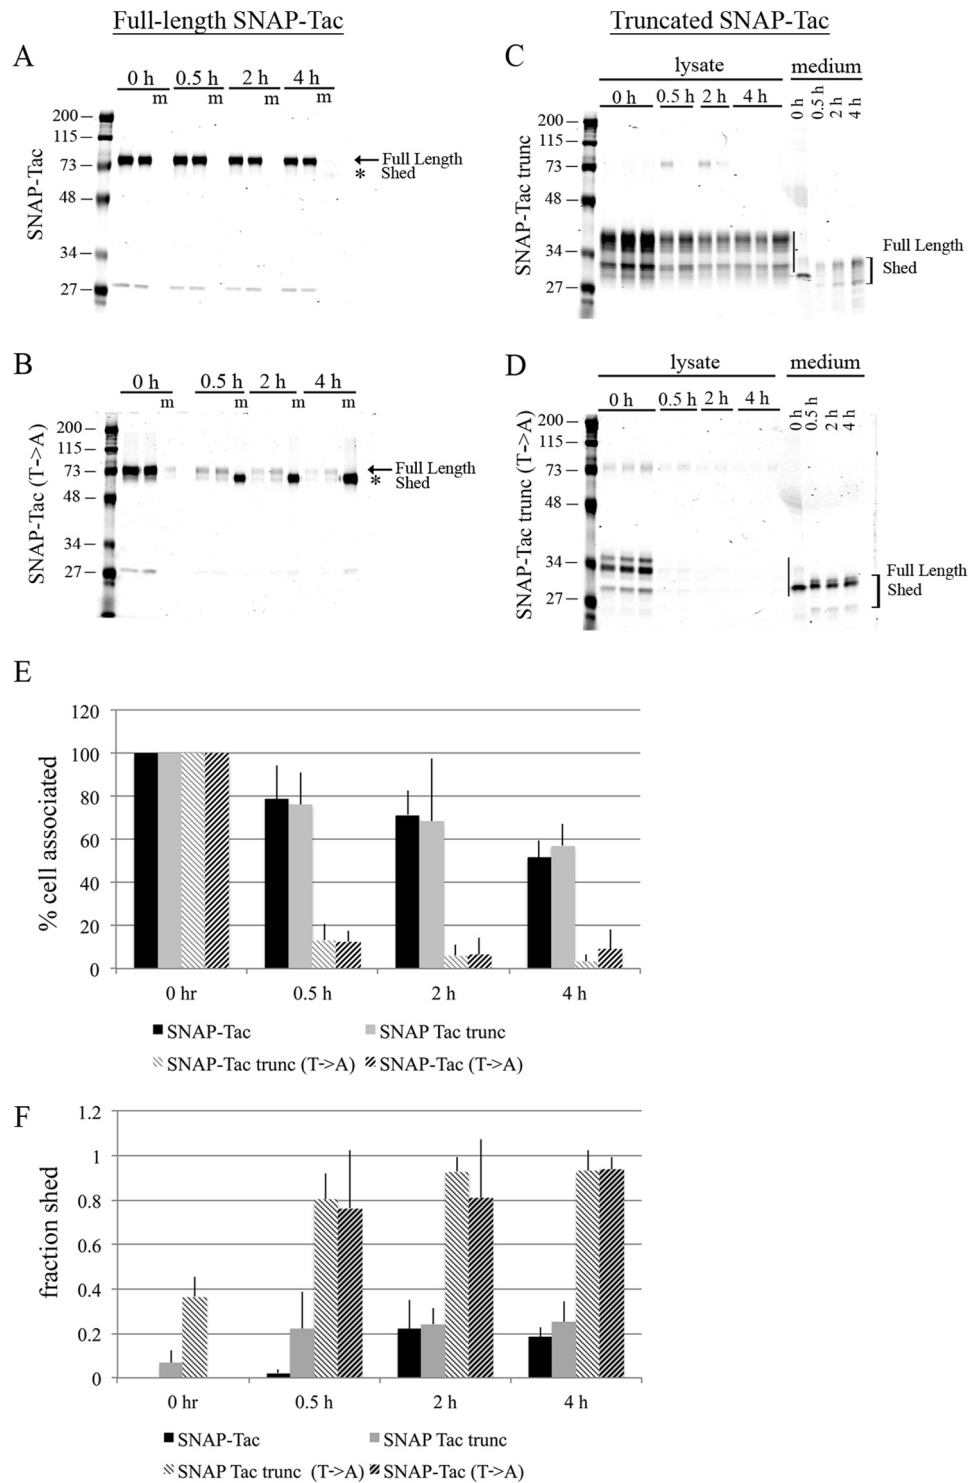 Full-length SNAP-Tac
Truncated SNAP-Tac
A
0 h 0.5 h 2 h 4 h
m m m m
200
115
73
48
34
27
SNAP-Tac
Full Length
* Shed
C
lysate medium
0 h 0.5 h 2 h 4 h
0 h 0.5 h 2 h 4 h
200
115
73
48
34
27
SNAP-Tac trunc
Full Length
Shed
B
0 h 0.5 h 2 h 4 h
m m m m
200
115
73
48
34
27
SNAP-Tac (T->A)
Full Length
* Shed
D
lysate medium
0 h 0.5 h 2 h 4 h
0 h 0.5 h 2 h 4 h
200
115
73
48
34
27
SNAP-Tac trunc (T->A)
Full Length
Shed
E
120
100
80
60
40
20
0
% cell associated
0 hr 0.5 h 2 h 4 h
SNAP-Tac SNAP Tac trunc
SNAP-Tac trunc (T->A) SNAP-Tac (T->A)
F
1.2
1
0.8
0.6
0.4
0.2
0
fraction shed
0 hr 0.5 h 2 h 4 h
SNAP-Tac SNAP Tac trunc
SNAP Tac trunc (T->A) SNAP-Tac (T->A)